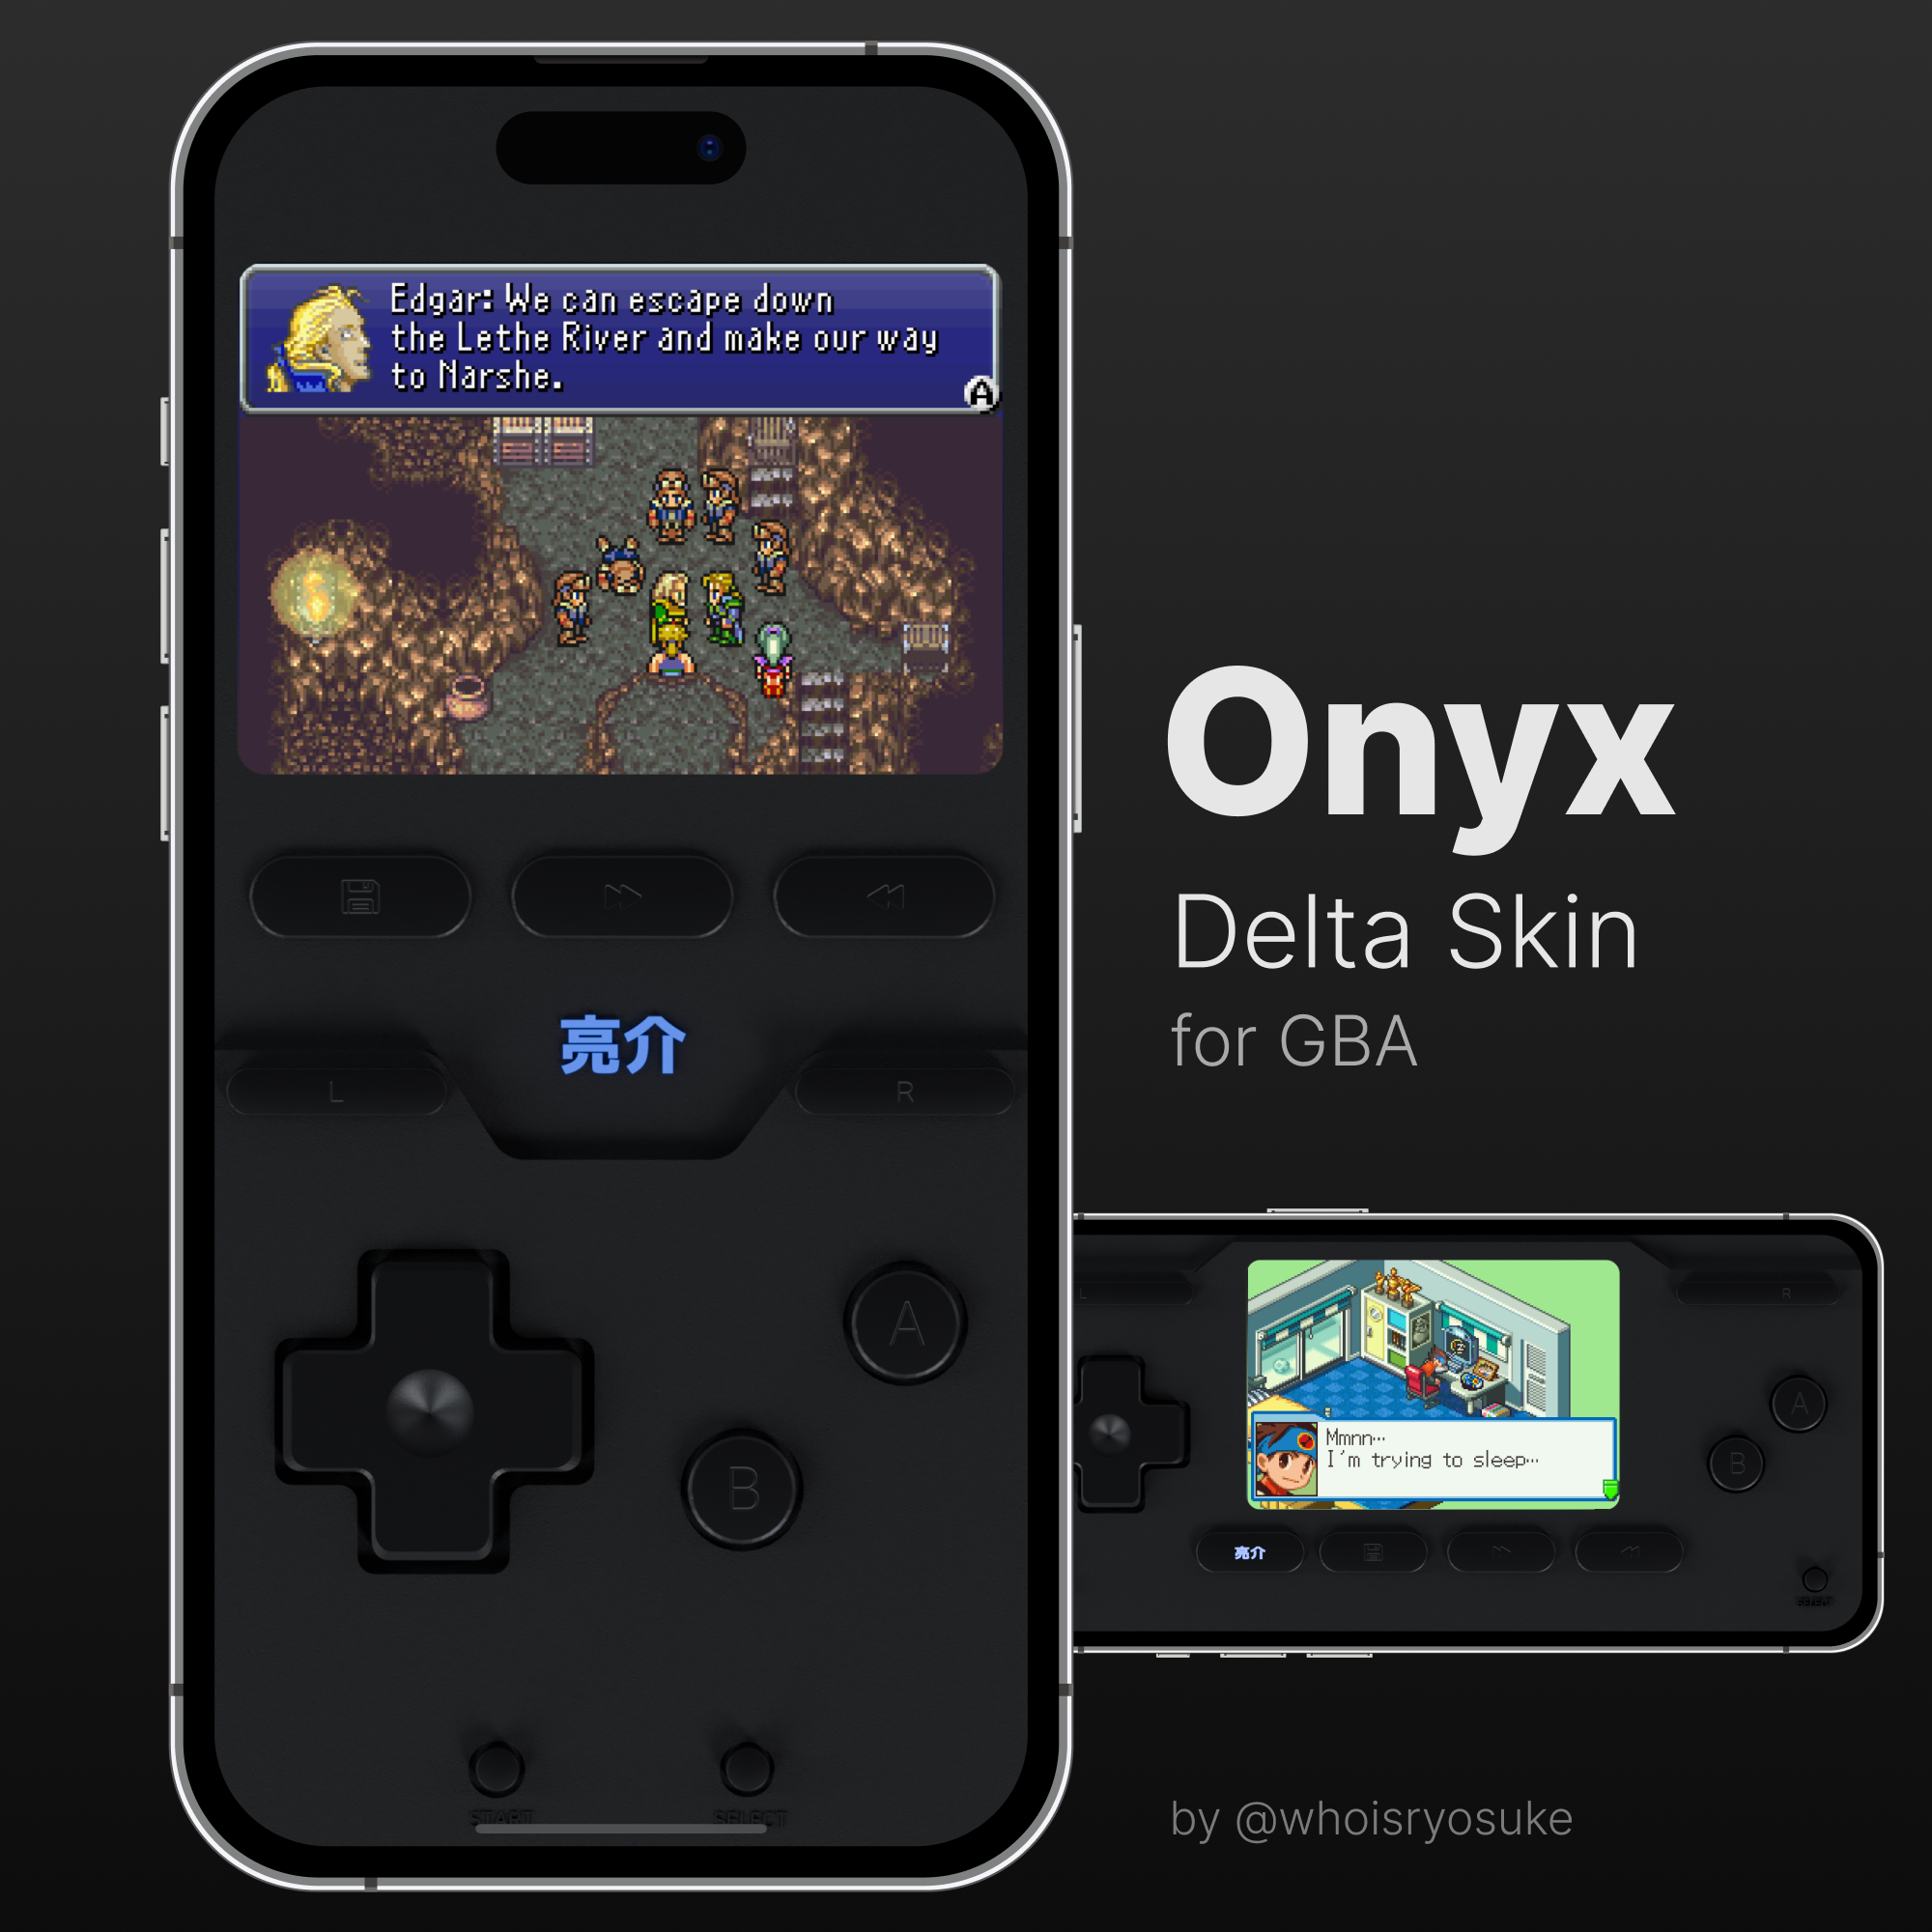 Edgar: We can escape down
the Lethe River and make our way
to Narshe.
A
亮介
L
R
A
B
START
SELECT
Onyx
Delta Skin
for GBA
L
R
Mmnn…
I'm trying to sleep…
A
B
亮介
SELECT
by @whoisryosuke